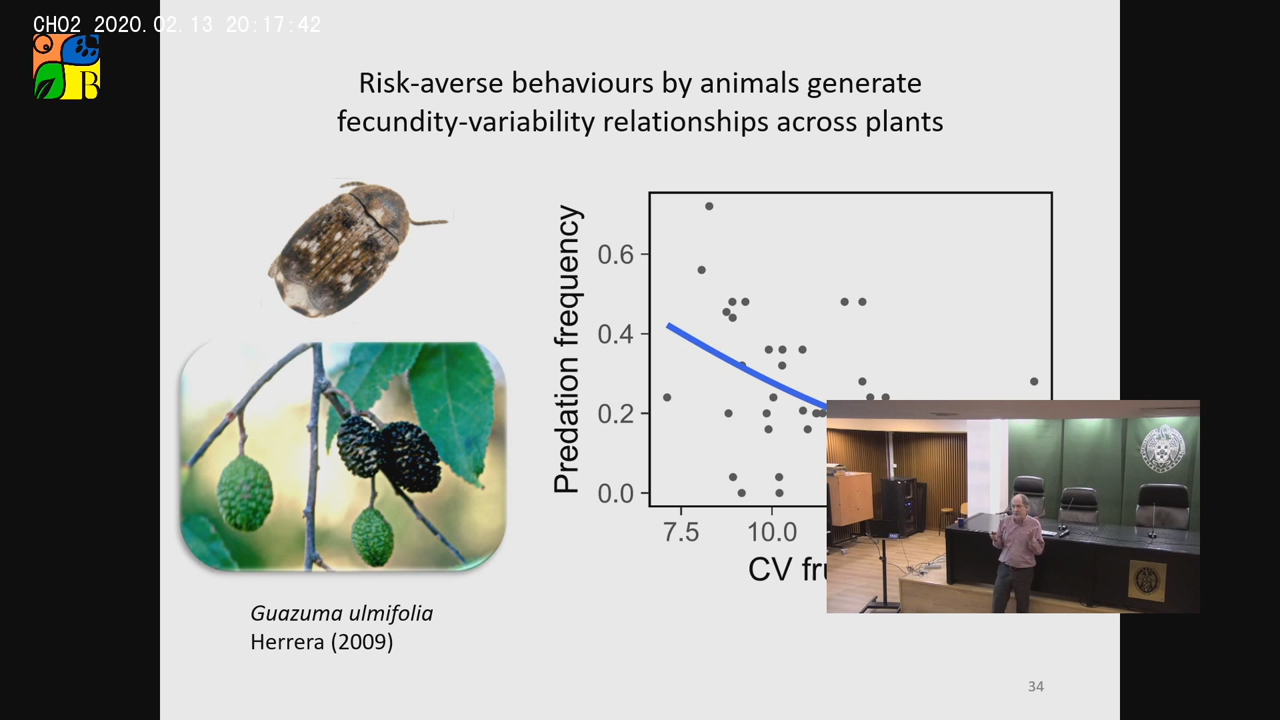 CH02 2020.02.13 20:17:42
B
Risk-averse behaviours by animals generate
fecundity-variability relationships across plants
Predation frequency
0.6
0.4
0.2
0.0
7.5 10.0
CV
Guazuma ulmifolia
Herrera (2009)
34